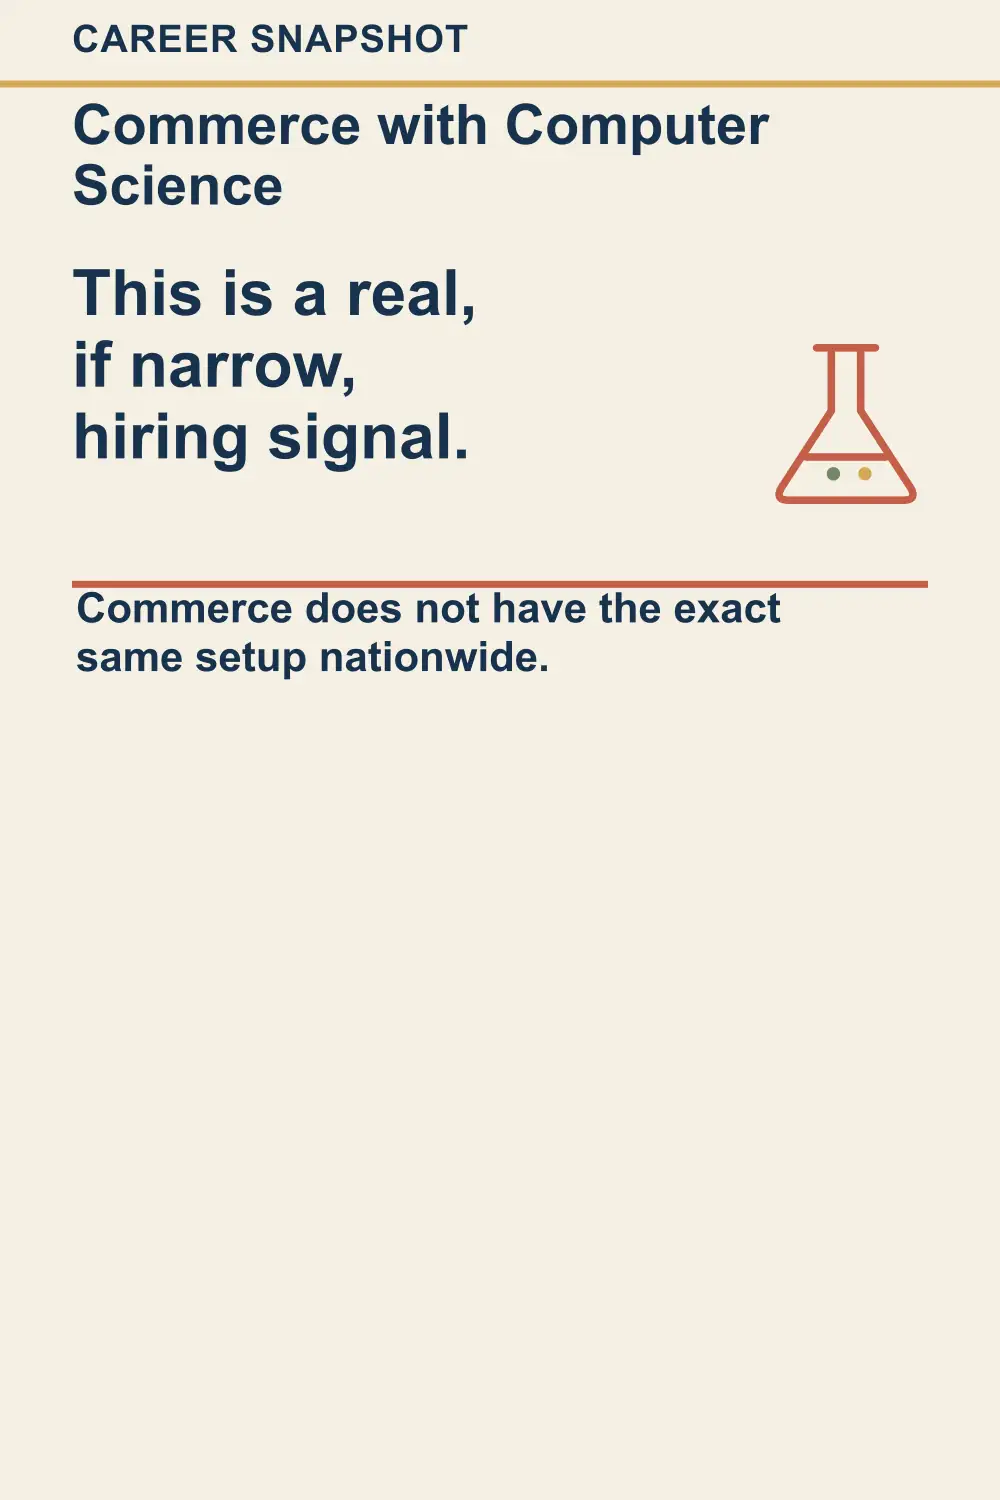 CAREER SNAPSHOT
Commerce with Computer
Science
This is a real,
if narrow,
hiring signal.
Commerce does not have the exact
same setup nationwide.